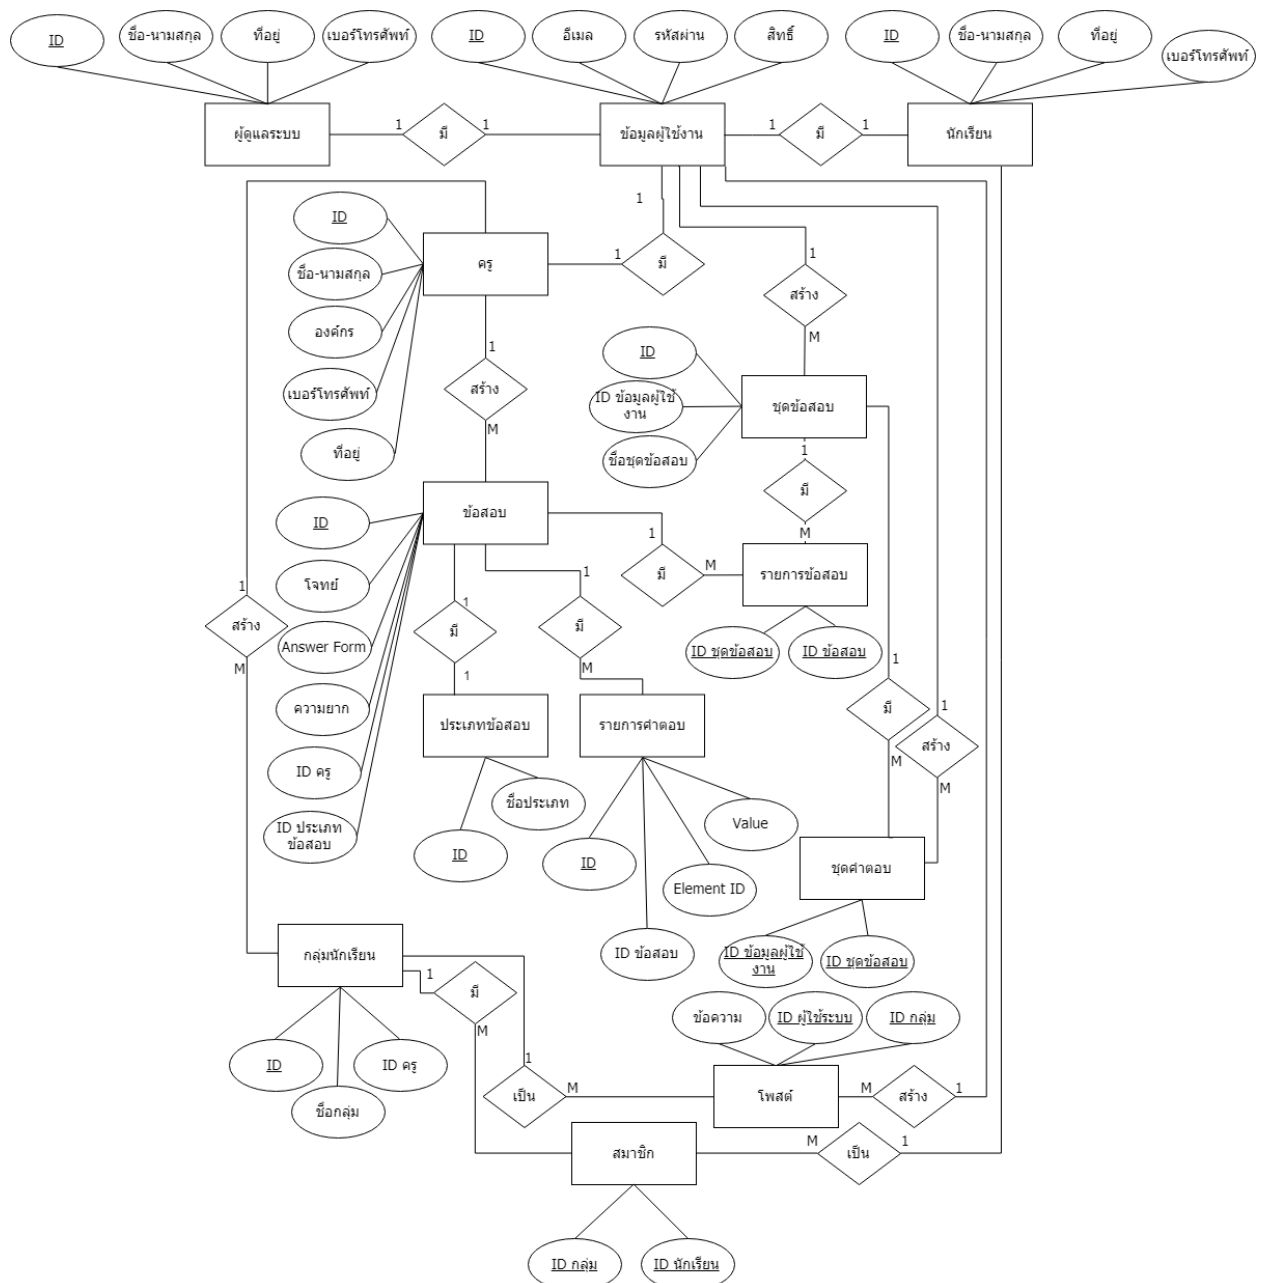 ID
ชื่อ-นามสกุล
ที่อยู่
เบอร์โทรศัพท์
ID
อีเมล
รหัสผ่าน
สิทธิ์
ID
ชื่อ-นามสกุล
ที่อยู่
เบอร์โทรศัพท์
ผู้ดูแลระบบ
1
มี
1
ข้อมูลผู้ใช้งาน
1
มี
1
นักเรียน
ID
ชื่อ-นามสกุล
องค์กร
เบอร์โทรศัพท์
ที่อยู่
ครู
1
มี
1
1
สร้าง
M
1
สร้าง
M
ID
ID ข้อมูลผู้ใช้
งาน
ชื่อชุดข้อสอบ
ชุดข้อสอบ
1
มี
M
ID
โจทย์
Answer Form
ความยาก
ID ครู
ID ประเภท
ข้อสอบ
ข้อสอบ
1
มี
M
รายการข้อสอบ
ID ชุดข้อสอบ
ID ข้อสอบ
1
สร้าง
M
1
มี
1
1
มี
M
1
มี
M
1
สร้าง
M
ประเภทข้อสอบ
รายการคำตอบ
ชื่อประเภท
ID
ID
Value
Element ID
ID ข้อสอบ
ชุดคำตอบ
ID ข้อมูลผู้ใช้
งาน
ID ชุดข้อสอบ
กลุ่มนักเรียน
1
มี
M
ID
ชื่อกลุ่ม
ID ครู
ข้อความ
ID ผู้ใช้ระบบ
ID กลุ่ม
1
เป็น
M
โพสต์
M
สร้าง
1
สมาชิก
M
เป็น
1
ID กลุ่ม
ID นักเรียน